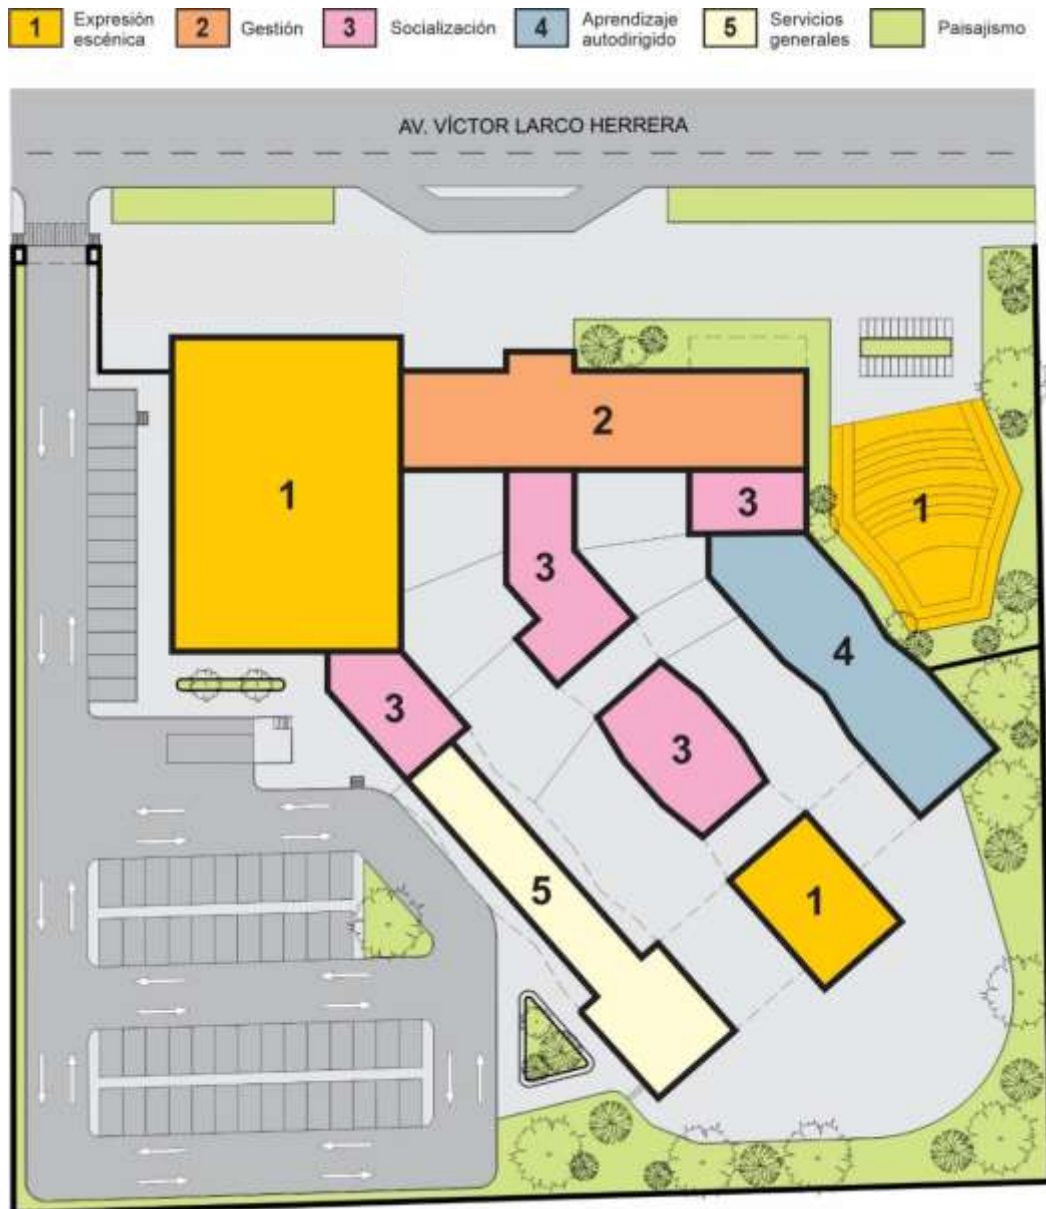 1 Expresión
escénica
2 Gestión
3 Socialización
4 Aprendizaje
autodirigido
5 Servicios
generales
Paisajismo
AV. VÍCTOR LARCO HERRERA
2
1
3
1
3
4
3
3
5
1